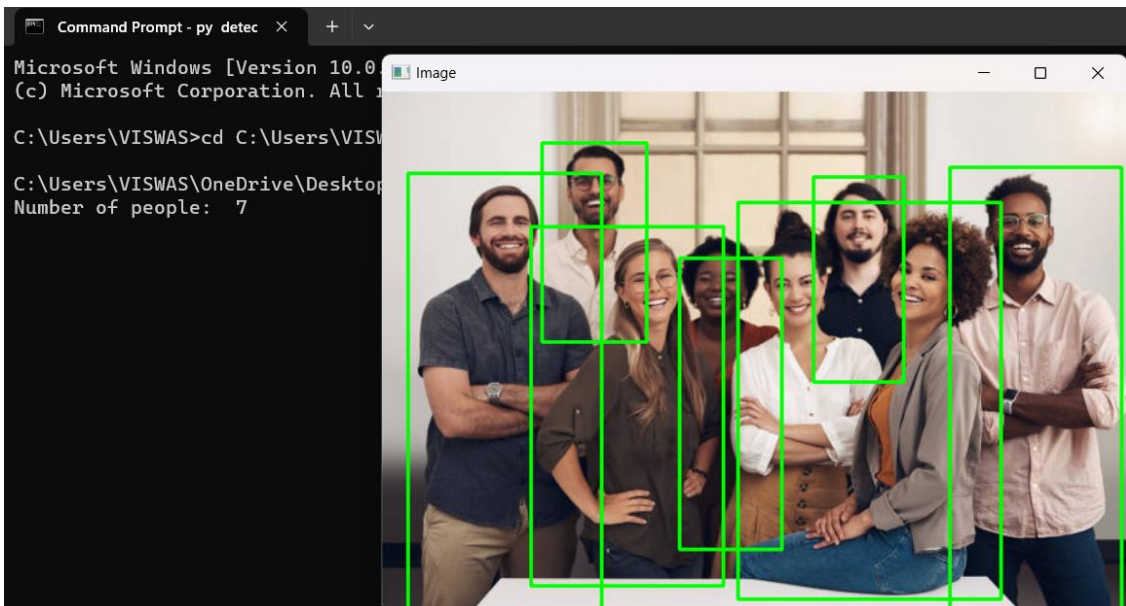 Command Prompt - py detec
Microsoft Windows [Version 10.0.
(c) Microsoft Corporation. All
C:\Users\VISWAS>cd C:\Users\VISW
C:\Users\VISWAS\OneDrive\Desktop
Number of people: 7
Image